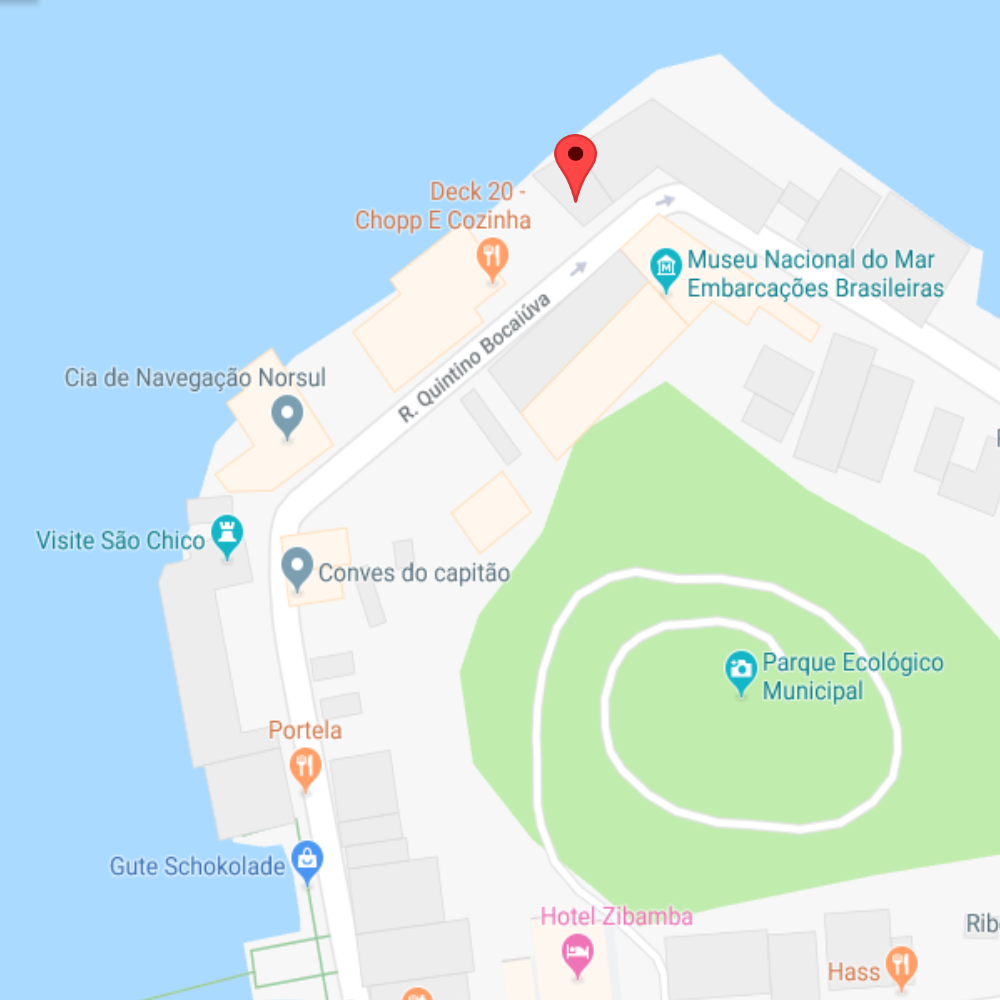 Deck 20 -
Chopp E Cozinha
Museu Nacional do Mar
Embarcações Brasileiras
R. Quintino Bocaiúva
Cia de Navegação Norsul
Visite São Chico
Conves do capitão
Parque Ecológico
Municipal
Portela
Gute Schokolade
Hotel Zibamba
Hass